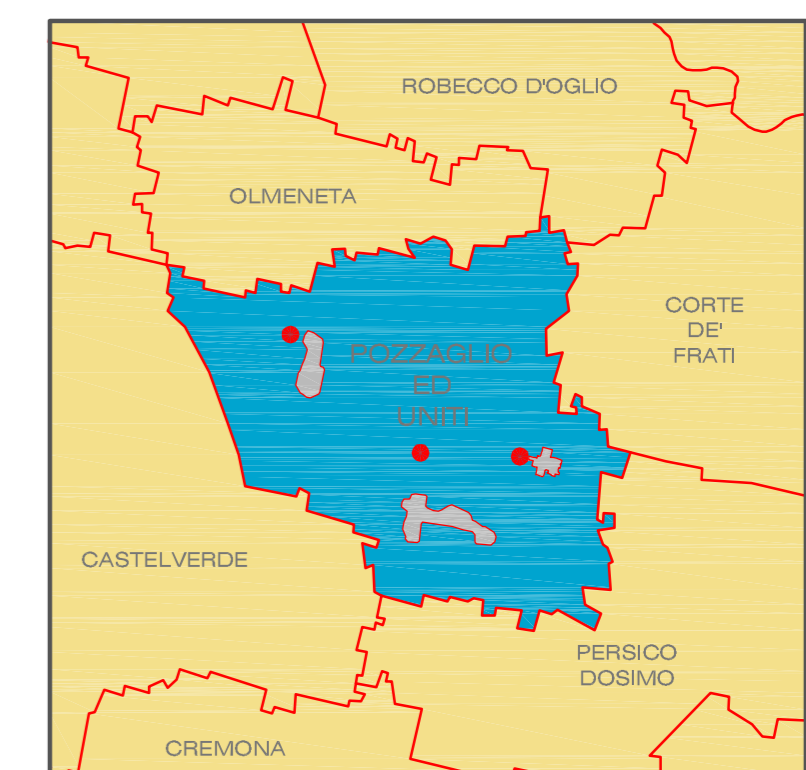 ROBECCO D'OGLIO
OLMENETA
CORTE
DE'
FRATI
POZZAGLIO
ED
UNITI
CASTELVERDE
PERSICO
DOSIMO
CREMONA